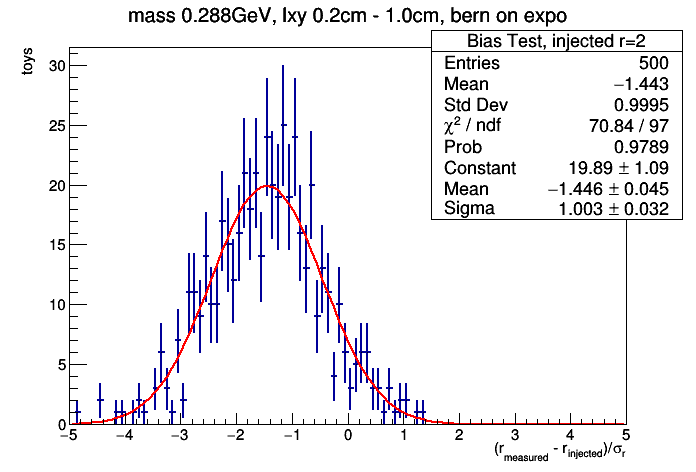 mass 0.288GeV, lxy 0.2cm - 1.0cm, bern on expo
Bias Test, injected r=2
Entries 500
Mean −1.443
Std Dev 0.9995
χ² / ndf 70.84 / 97
Prob 0.9789
Constant 19.89 ± 1.09
Mean −1.446 ± 0.045
Sigma 1.003 ± 0.032
toys
30
25
20
15
10
5
0
−5 −4 −3 −2 −1 0 1 2 3 4 5
(r_measured - r_injected)/σ_r